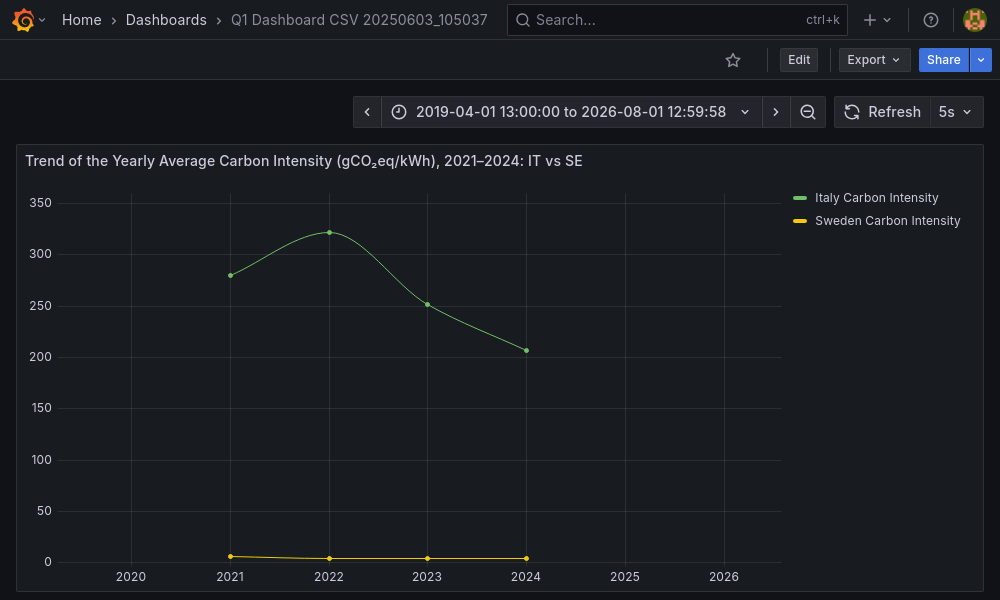 Home › Dashboards › Q1 Dashboard CSV 20250603_105037
Search...
ctrl+k
Edit
Export
Share
2019-04-01 13:00:00 to 2026-08-01 12:59:58
Refresh
5s
Trend of the Yearly Average Carbon Intensity (gCO₂eq/kWh), 2021–2024: IT vs SE
350
300
250
200
150
100
50
0
2020
2021
2022
2023
2024
2025
2026
Italy Carbon Intensity
Sweden Carbon Intensity